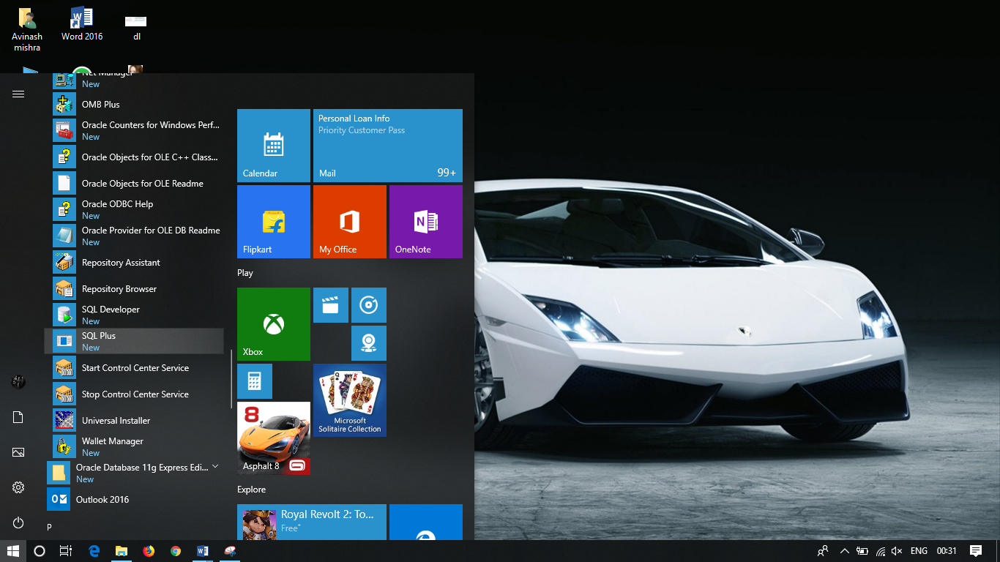 Avinash
mishra
Word 2016
dl
Net Manager
New
OMB Plus
Oracle Counters for Windows Perf...
New
Oracle Objects for OLE C++ Class...
Oracle Objects for OLE Readme
Oracle ODBC Help
New
Oracle Provider for OLE DB Readme
New
Repository Assistant
Repository Browser
SQL Developer
New
SQL Plus
New
Start Control Center Service
Stop Control Center Service
Universal Installer
Wallet Manager
New
Oracle Database 11g Express Edi...
New
Outlook 2016
P
Calendar
Personal Loan Info
Priority Customer Pass
Mail
99+
Flipkart
My Office
OneNote
Play
Xbox
Microsoft
Solitaire Collection
8
Asphalt 8
Explore
Royal Revolt 2: To...
Free*
ENG
00:31